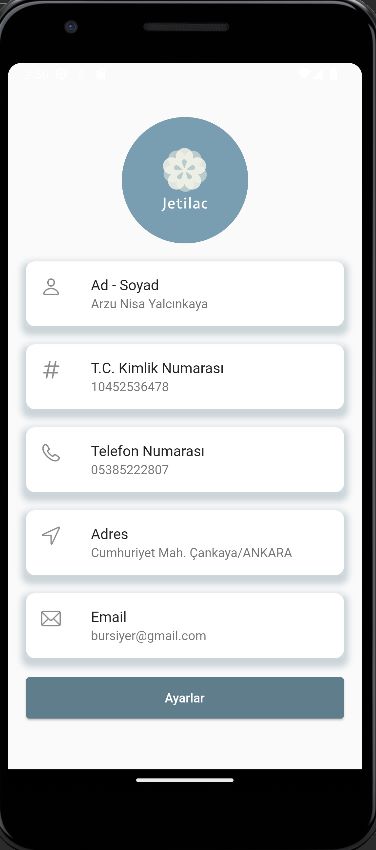 Jetilac
Ad - Soyad
Arzu Nisa Yalcınkaya
T.C. Kimlik Numarası
10452536478
Telefon Numarası
05385222807
Adres
Cumhuriyet Mah. Çankaya/ANKARA
Email
bursiyer@gmail.com
Ayarlar